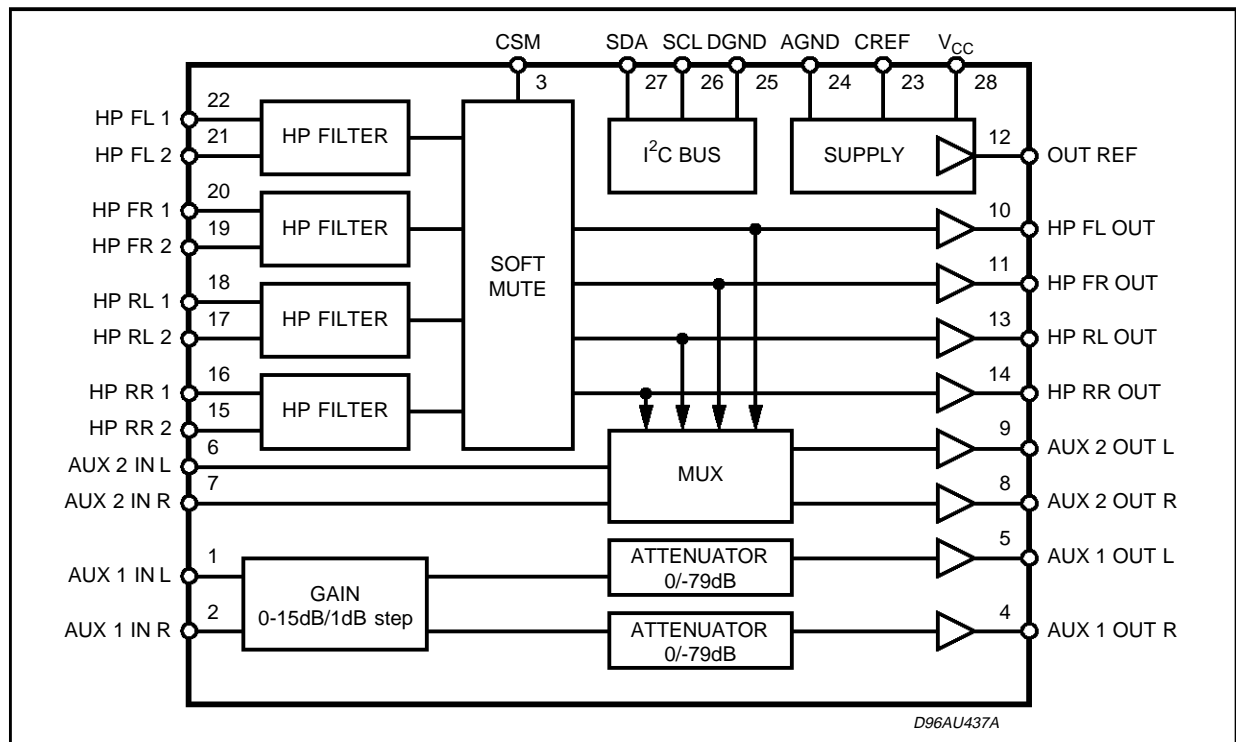 CSM SDA SCL DGND AGND CREF VCC
3 27 26 25 24 23 28
HP FL 1 22
HP FL 2 21
HP FILTER
I2C BUS
SUPPLY
12 OUT REF
HP FR 1 20
HP FR 2 19
HP FILTER
10 HP FL OUT
SOFT
MUTE
11 HP FR OUT
HP RL 1 18
HP RL 2 17
HP FILTER
13 HP RL OUT
HP RR 1 16
HP RR 2 15
HP FILTER
14 HP RR OUT
AUX 2 IN L 6
AUX 2 IN R 7
MUX
9 AUX 2 OUT L
8 AUX 2 OUT R
AUX 1 IN L 1
AUX 1 IN R 2
GAIN
0-15dB/1dB step
ATTENUATOR
0/-79dB
5 AUX 1 OUT L
ATTENUATOR
0/-79dB
4 AUX 1 OUT R
D96AU437A